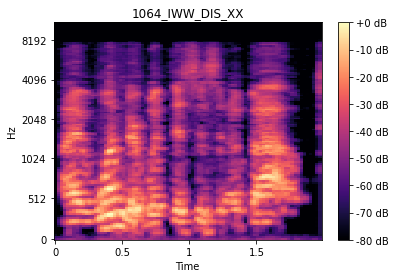 1064_IWW_DIS_XX
8192
4096
2048
1024
512
0
Hz
0
0.5
1
1.5
Time
+0 dB
-10 dB
-20 dB
-30 dB
-40 dB
-50 dB
-60 dB
-70 dB
-80 dB